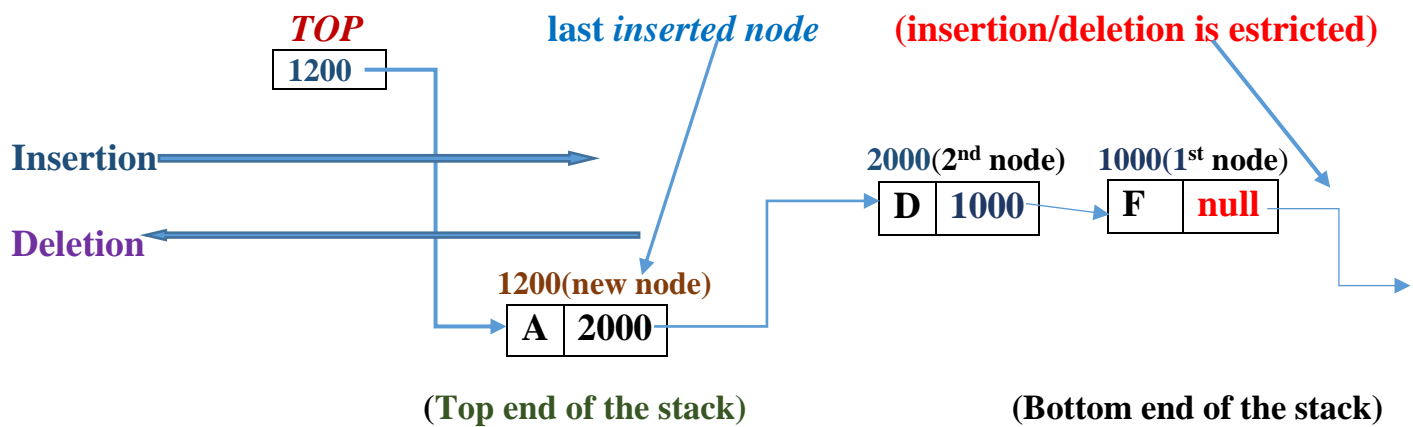 TOP
last inserted node
(insertion/deletion is estricted)
1200
Insertion
2000(2nd node)
1000(1st node)
D
1000
F
null
Deletion
1200(new node)
A
2000
(Top end of the stack)
(Bottom end of the stack)